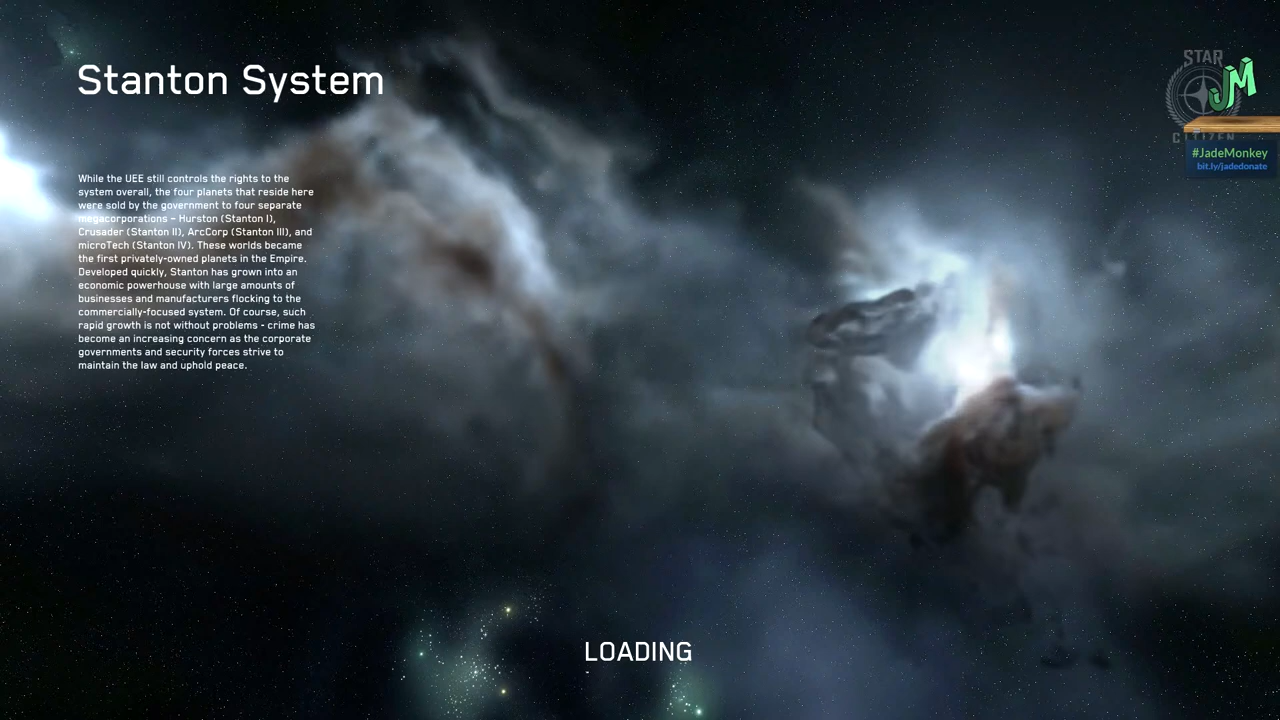 Stanton System
While the UEE still controls the rights to the
system overall, the four planets that reside here
were sold by the government to four separate
megacorporations – Hurston (Stanton I),
Crusader (Stanton II), ArcCorp (Stanton III), and
microTech (Stanton IV). These worlds became
the first privately-owned planets in the Empire.
Developed quickly, Stanton has grown into an
economic powerhouse with large amounts of
businesses and manufacturers flocking to the
commercially-focused system. Of course, such
rapid growth is not without problems - crime has
become an increasing concern as the corporate
governments and security forces strive to
maintain the law and uphold peace.
STAR
JM
CITIZEN
#JadeMonkey
bit.ly/jadedonate
LOADING